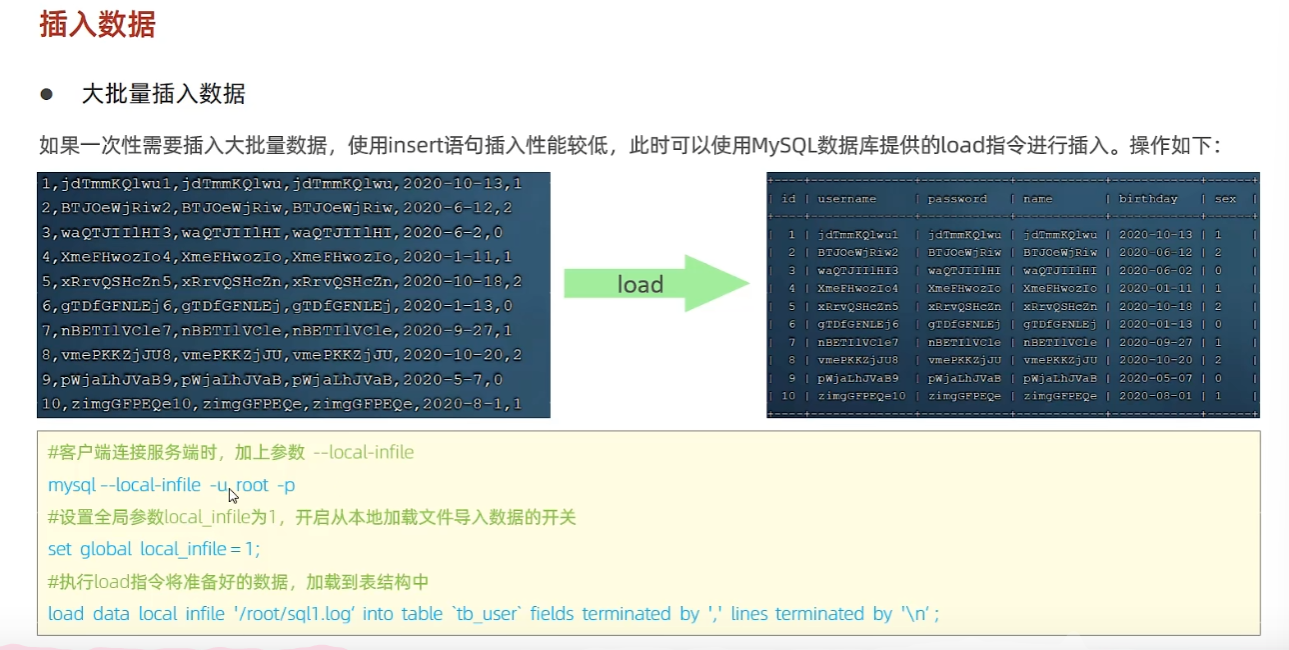 插入数据
● 大批量插入数据
如果一次性需要插入大批量数据，使用insert语句插入性能较低，此时可以使用MySQL数据库提供的load指令进行插入。操作如下：
1,jdTmmKQlwu1,jdTmmKQlwu,jdTmmKQlwu,2020-10-13,1
2,BTJOeWjRiw2,BTJOeWjRiw,BTJOeWjRiw,2020-6-12,2
3,waQTJIIlHI3,waQTJIIlHI,waQTJIIlHI,2020-6-2,0
4,XmeFHwozIo4,XmeFHwozIo,XmeFHwozIo,2020-1-11,1
5,xRrvQSHcZn5,xRrvQSHcZn,xRrvQSHcZn,2020-10-18,2
6,gTDfGFNLEj6,gTDfGFNLEj,gTDfGFNLEj,2020-1-13,0
7,nBETIlVCle7,nBETIlVCle,nBETIlVCle,2020-9-27,1
8,vmePKKZjJU8,vmePKKZjJU,vmePKKZjJU,2020-10-20,2
9,pWjaLhJVaB9,pWjaLhJVaB,pWjaLhJVaB,2020-5-7,0
10,zimgGFPEQe10,zimgGFPEQe,zimgGFPEQe,2020-8-1,1
load
| id | username | password | name | birthday | sex |
| 1 | jdTmmKQlwu1 | jdTmmKQlwu | jdTmmKQlwu | 2020-10-13 | 1 |
| 2 | BTJOeWjRiw2 | BTJOeWjRiw | BTJOeWjRiw | 2020-06-12 | 2 |
| 3 | waQTJIIlHI3 | waQTJIIlHI | waQTJIIlHI | 2020-06-02 | 0 |
| 4 | XmeFHwozIo4 | XmeFHwozIo | XmeFHwozIo | 2020-01-11 | 1 |
| 5 | xRrvQSHcZn5 | xRrvQSHcZn | xRrvQSHcZn | 2020-10-18 | 2 |
| 6 | gTDfGFNLEj6 | gTDfGFNLEj | gTDfGFNLEj | 2020-01-13 | 0 |
| 7 | nBETIlVCle7 | nBETIlVCle | nBETIlVCle | 2020-09-27 | 1 |
| 8 | vmePKKZjJU8 | vmePKKZjJU | vmePKKZjJU | 2020-10-20 | 2 |
| 9 | pWjaLhJVaB9 | pWjaLhJVaB | pWjaLhJVaB | 2020-05-07 | 0 |
| 10 | zimgGFPEQe10 | zimgGFPEQe | zimgGFPEQe | 2020-08-01 | 1 |
#客户端连接服务端时，加上参数 --local-infile
mysql --local-infile -u root -p
#设置全局参数local_infile为1，开启从本地加载文件导入数据的开关
set global local_infile = 1;
#执行load指令将准备好的数据，加载到表结构中
load data local infile '/root/sql1.log' into table `tb_user` fields terminated by ',' lines terminated by '\n' ;